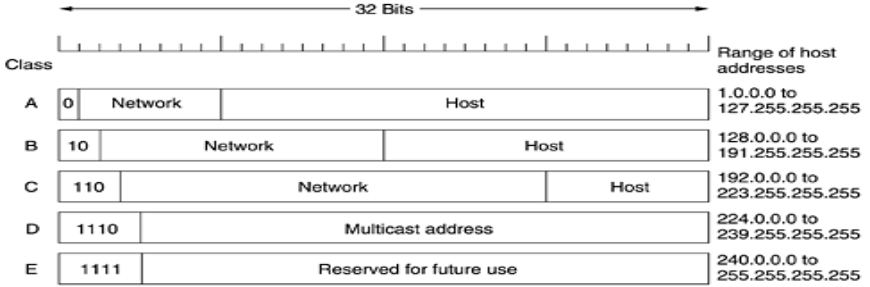 32 Bits
Range of host
addresses
Class
A 0 Network Host 1.0.0.0 to
127.255.255.255
B 10 Network Host 128.0.0.0 to
191.255.255.255
C 110 Network Host 192.0.0.0 to
223.255.255.255
D 1110 Multicast address 224.0.0.0 to
239.255.255.255
E 1111 Reserved for future use 240.0.0.0 to
255.255.255.255